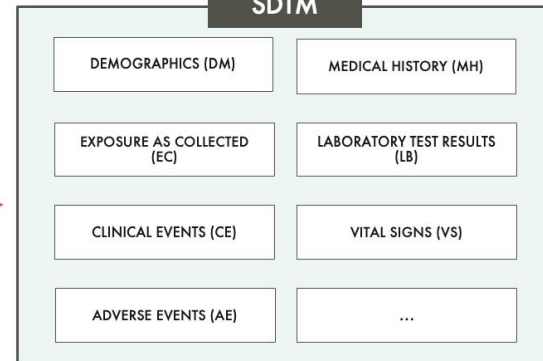 SDTM
DEMOGRAPHICS (DM)
MEDICAL HISTORY (MH)
EXPOSURE AS COLLECTED
(EC)
LABORATORY TEST RESULTS
(LB)
CLINICAL EVENTS (CE)
VITAL SIGNS (VS)
ADVERSE EVENTS (AE)
...